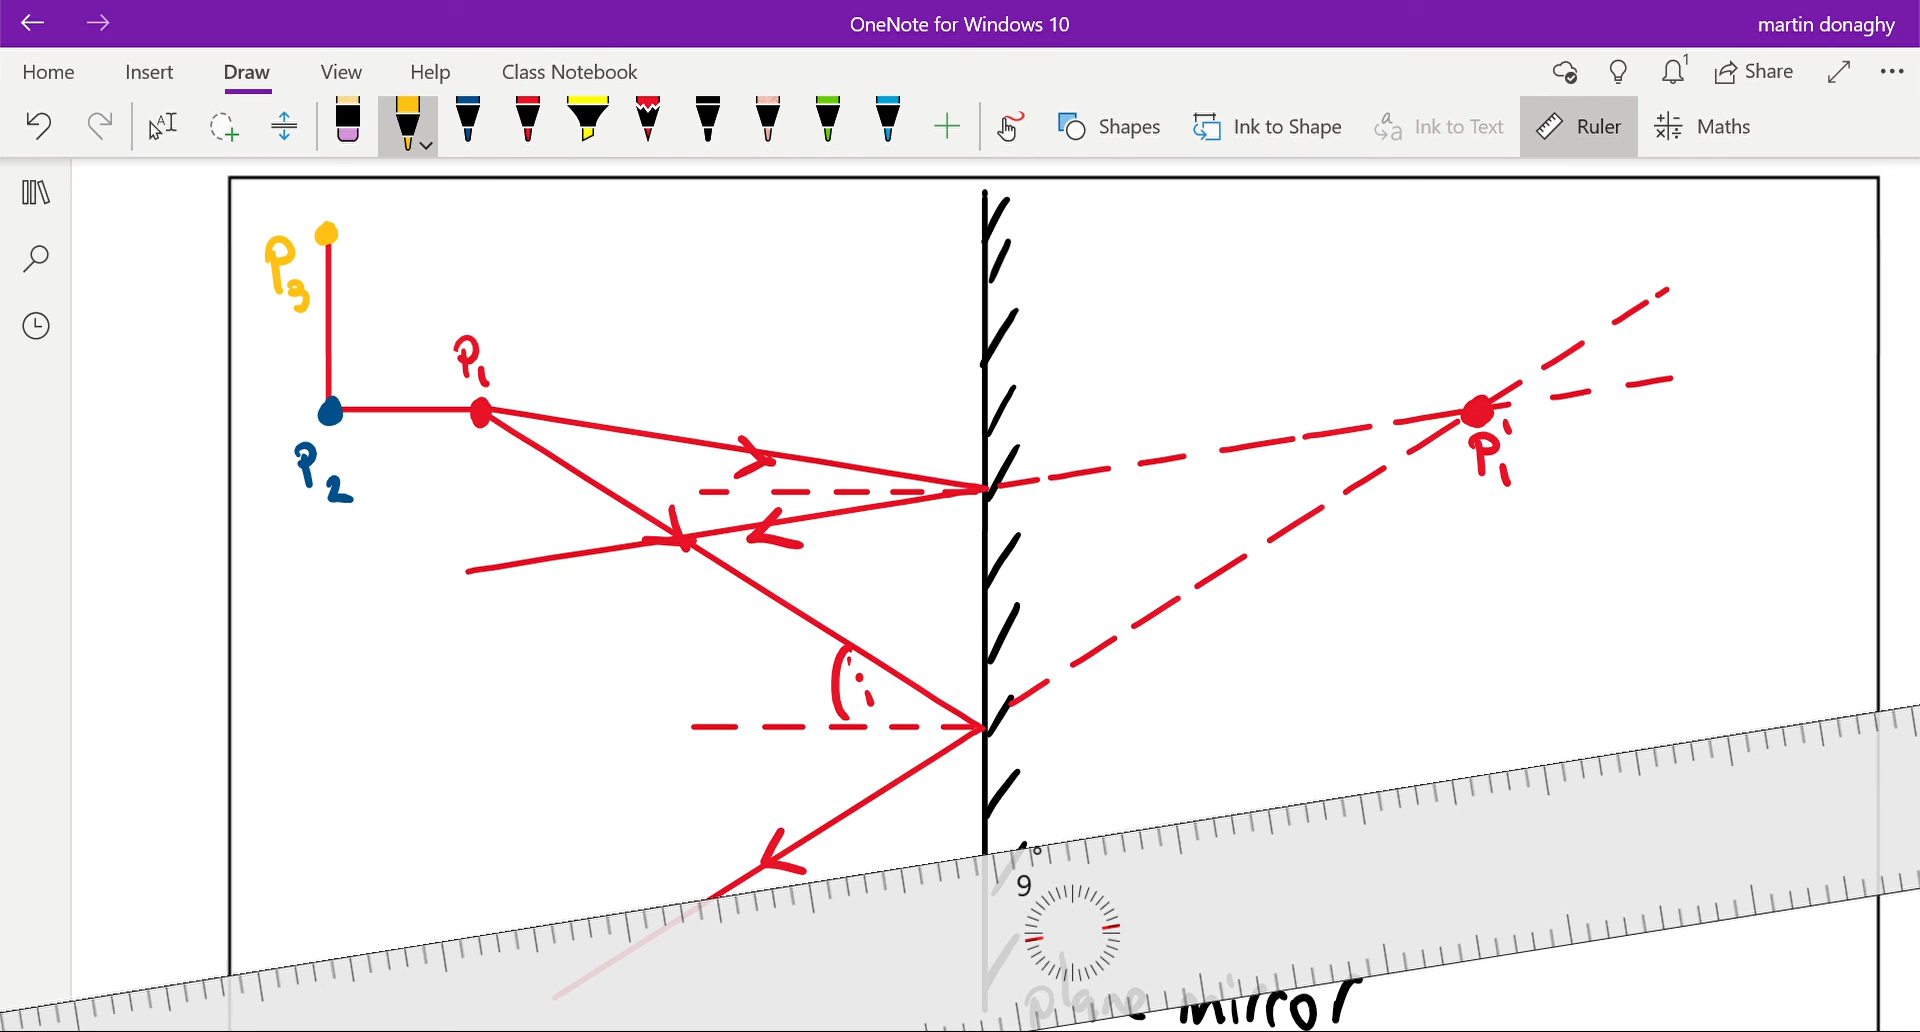 OneNote for Windows 10
martin donaghy
Home Insert Draw View Help Class Notebook
1 Share
Shapes Ink to Shape Ink to Text Ruler Maths
P3
P1
P2
P1'
i
9°
plane mirror